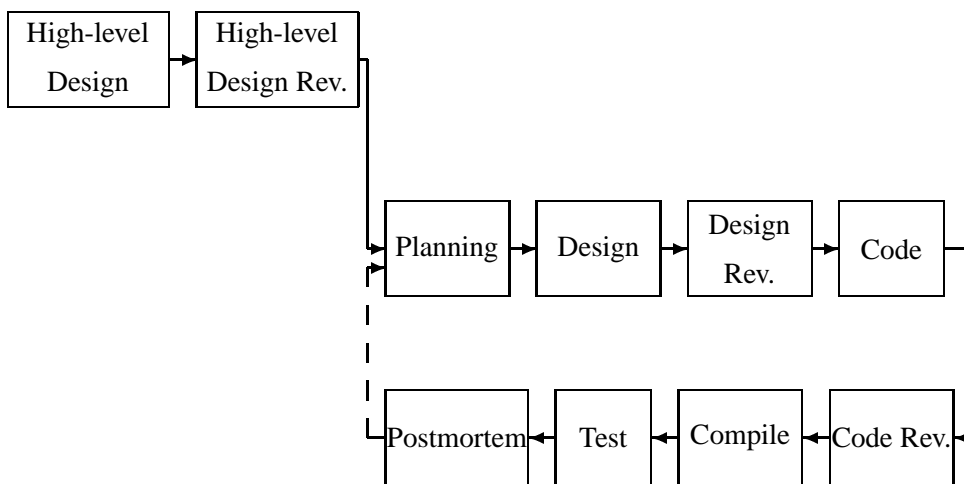 High-level
Design
High-level
Design Rev.
Planning
Design
Design
Rev.
Code
Postmortem
Test
Compile
Code Rev.